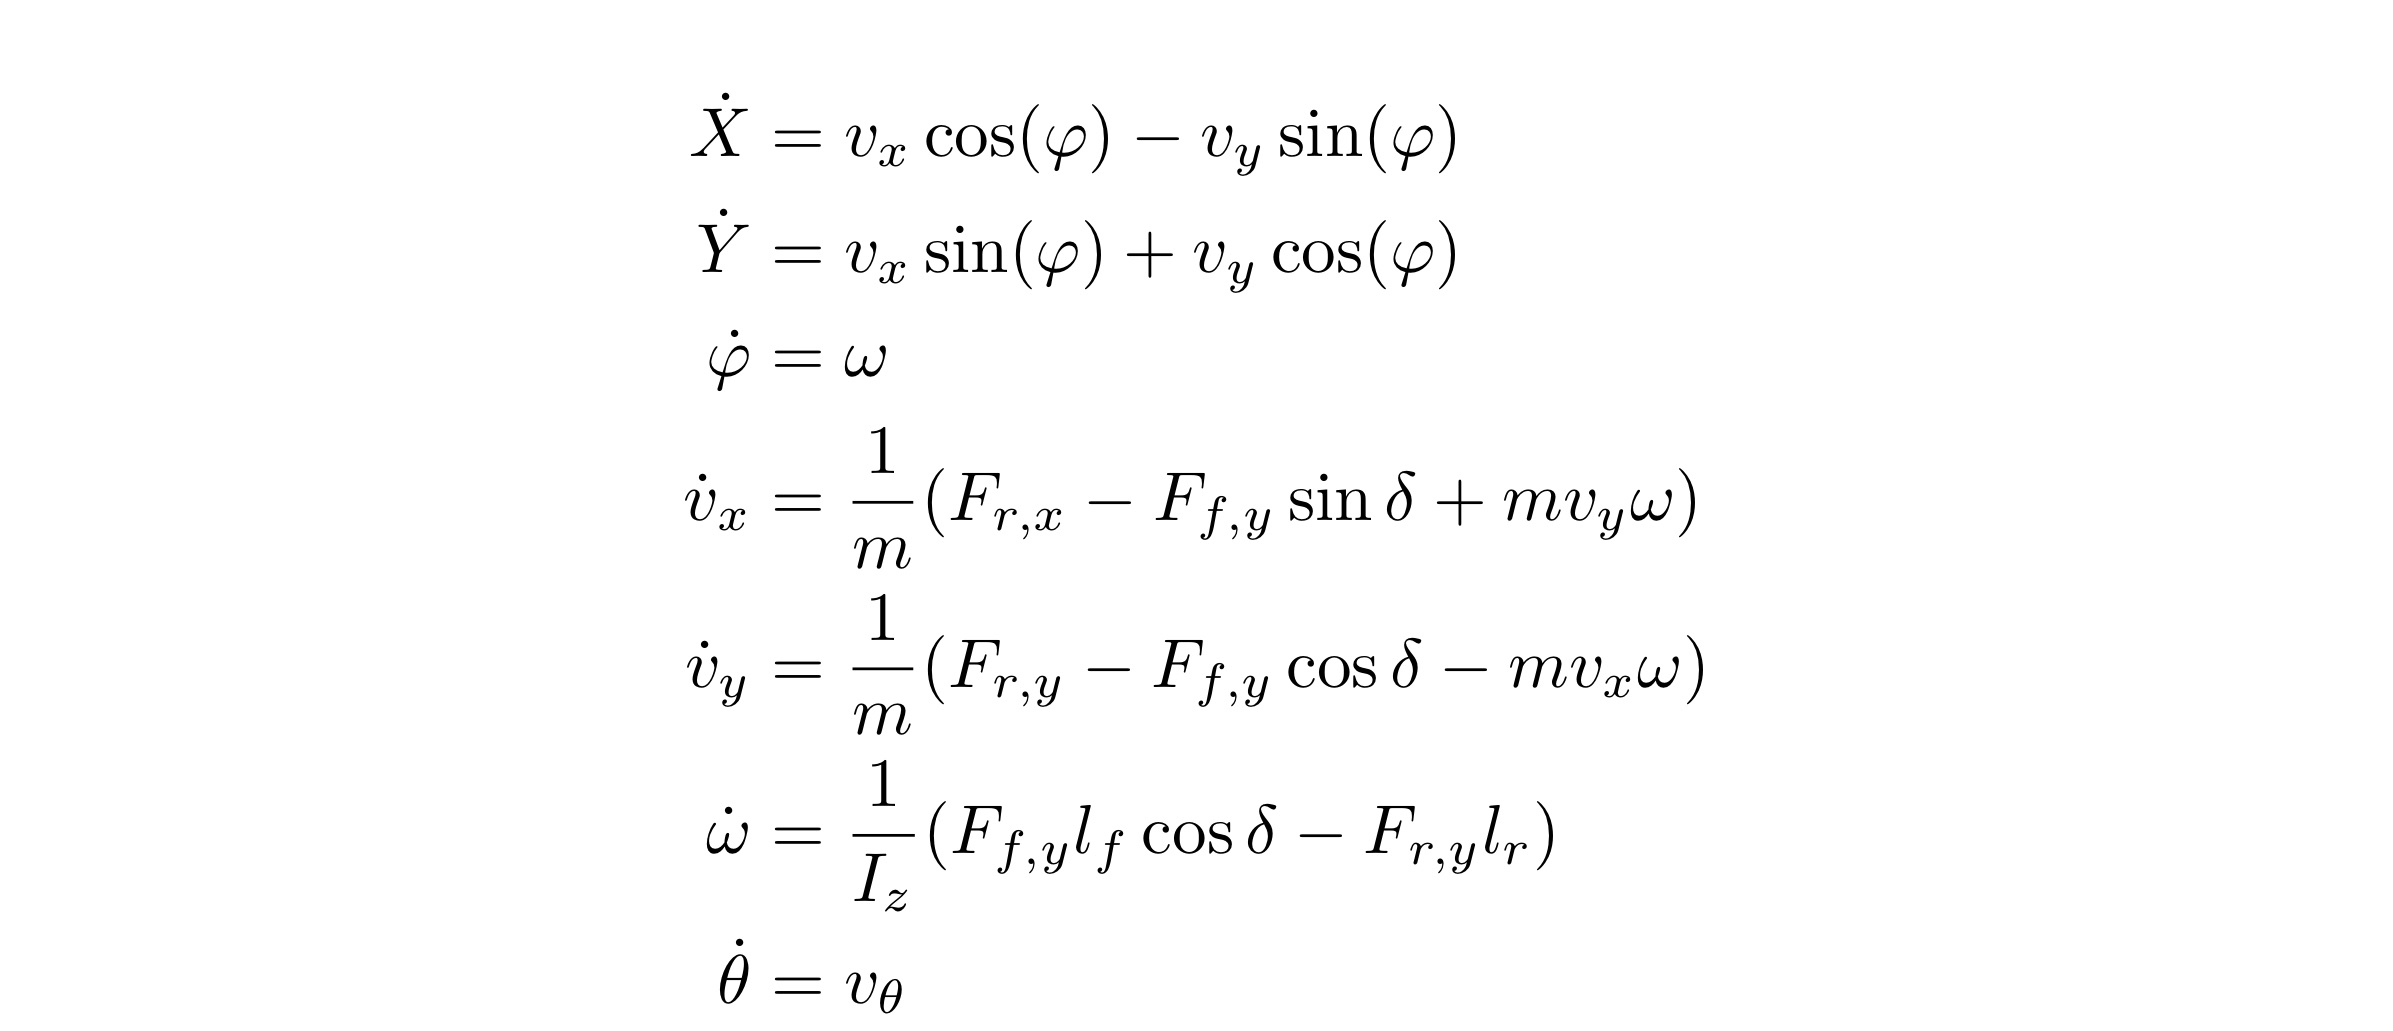 Ẋ = v_x cos(φ) − v_y sin(φ)
Ẏ = v_x sin(φ) + v_y cos(φ)
φ̇ = ω
v̇_x = 1/m (F_{r,x} − F_{f,y} sin δ + m v_y ω)
v̇_y = 1/m (F_{r,y} − F_{f,y} cos δ − m v_x ω)
ω̇ = 1/I_z (F_{f,y} l_f cos δ − F_{r,y} l_r)
θ̇ = v_θ